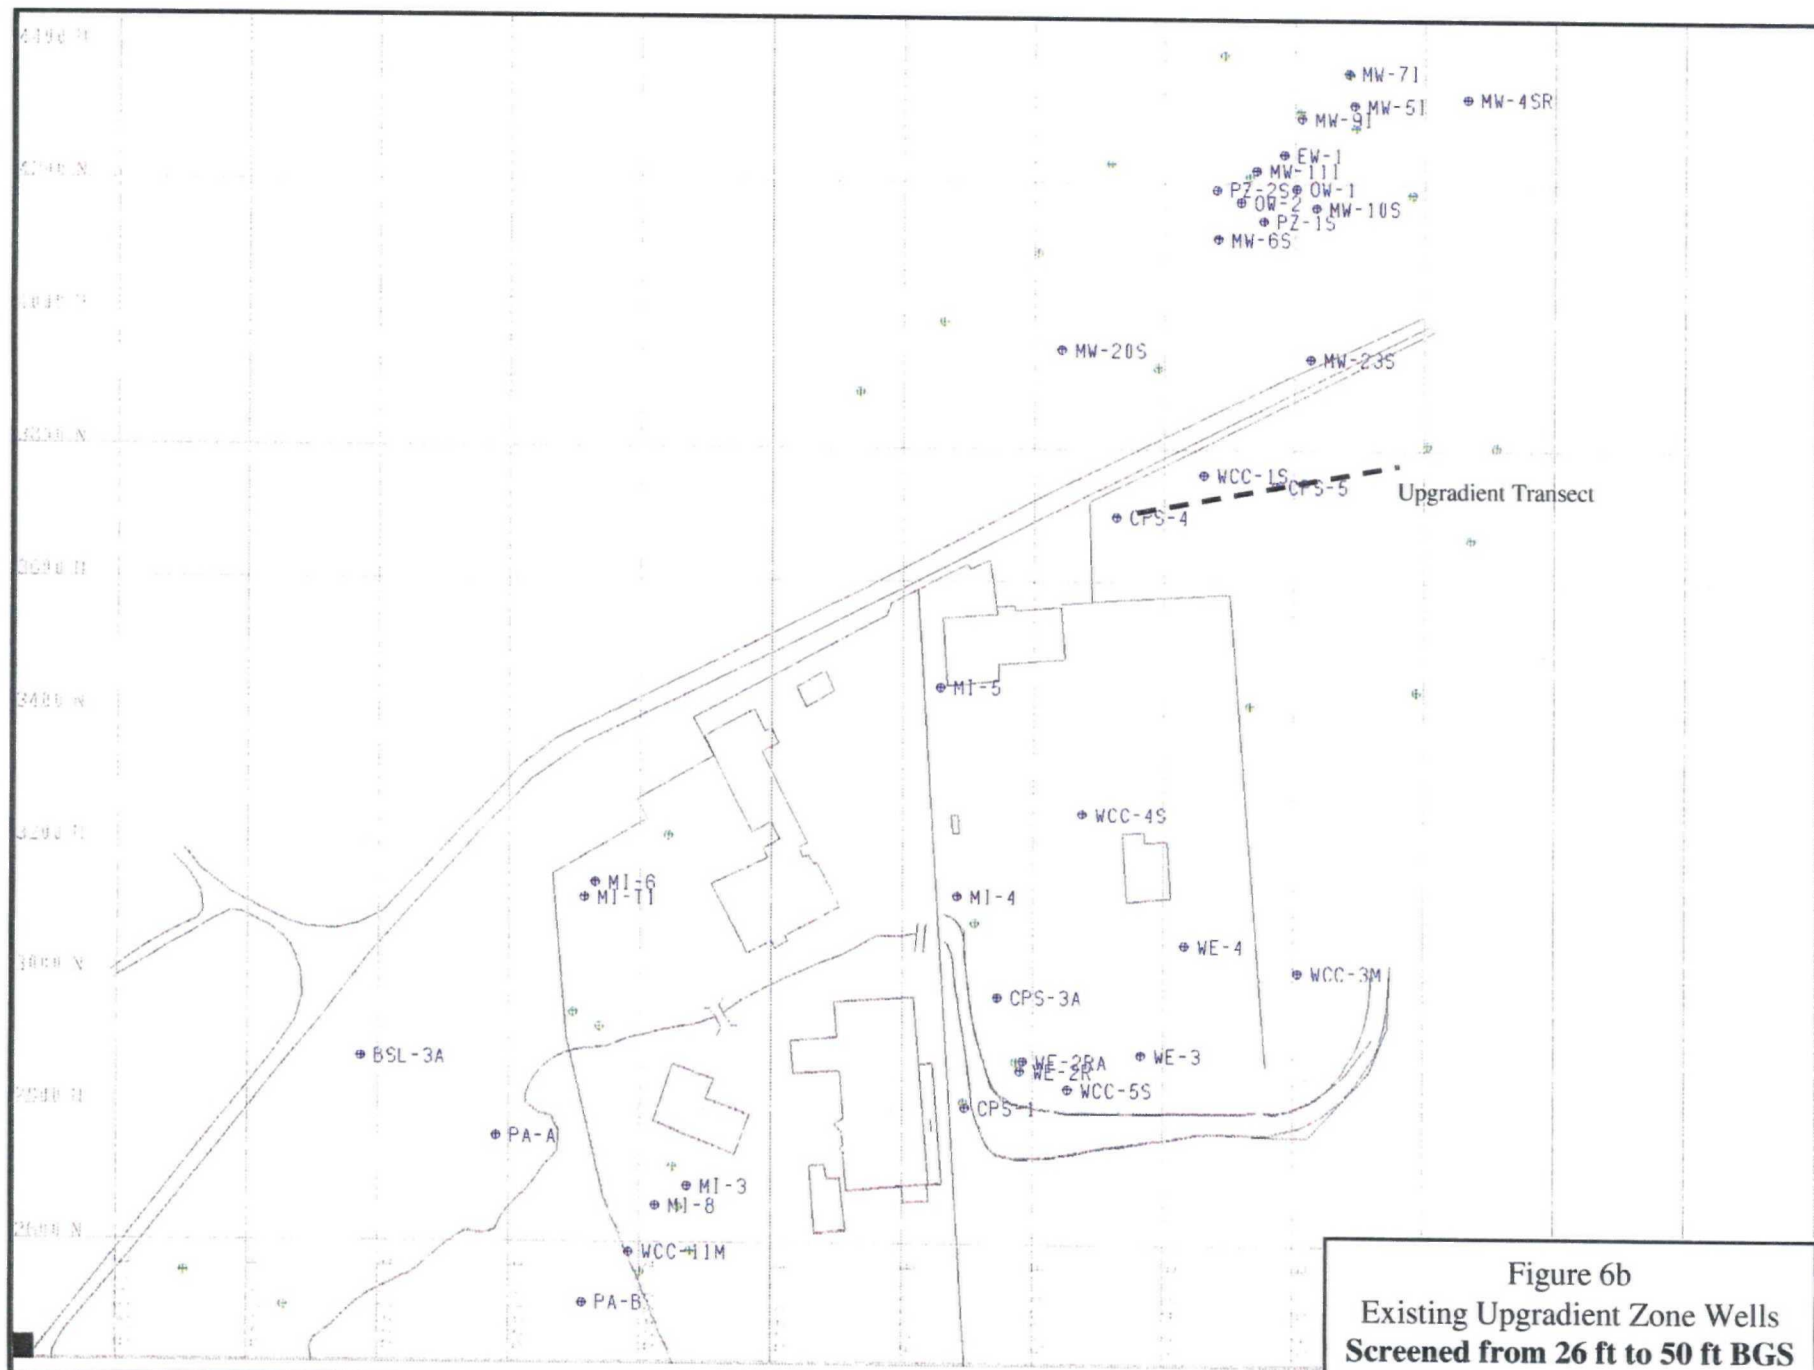 MW-7I
MW-5I
MW-4SR
MW-9I
EW-1
MW-11I
PZ-2S
OW-1
OW-2
MW-10S
PZ-1S
MW-6S
MW-20S
MW-23S
WCC-1S
CPS-5
Upgradient Transect
CPS-4
MI-5
WCC-4S
MI-6
MI-4
WE-4
WCC-3M
CPS-3A
BSL-3A
WE-2RA
WE-3
WE-2R
WCC-5S
CPS-1
PA-A
MI-3
MI-8
WCC-11M
PA-B
Figure 6b
Existing Upgradient Zone Wells
Screened from 26 ft to 50 ft BGS